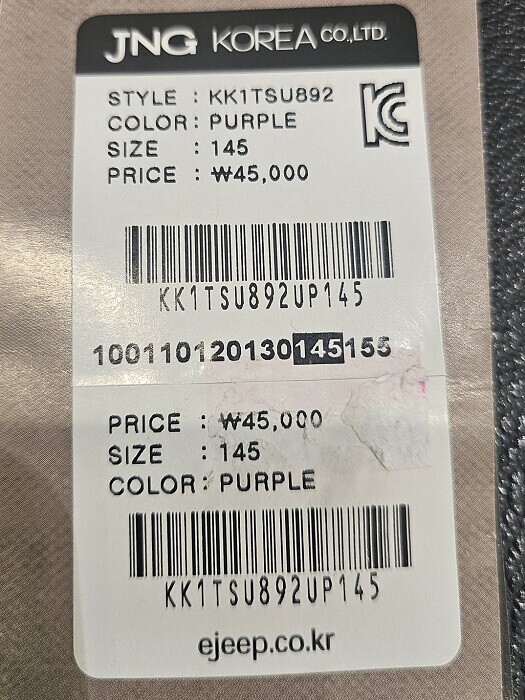 JNG KOREA CO.,LTD.
STYLE : KK1TSU892
COLOR : PURPLE
SIZE : 145
PRICE : ₩45,000
KK1TSU892UP145
100110120130145155
PRICE : ₩45,000
SIZE : 145
COLOR : PURPLE
KK1TSU892UP145
ejeep.co.kr